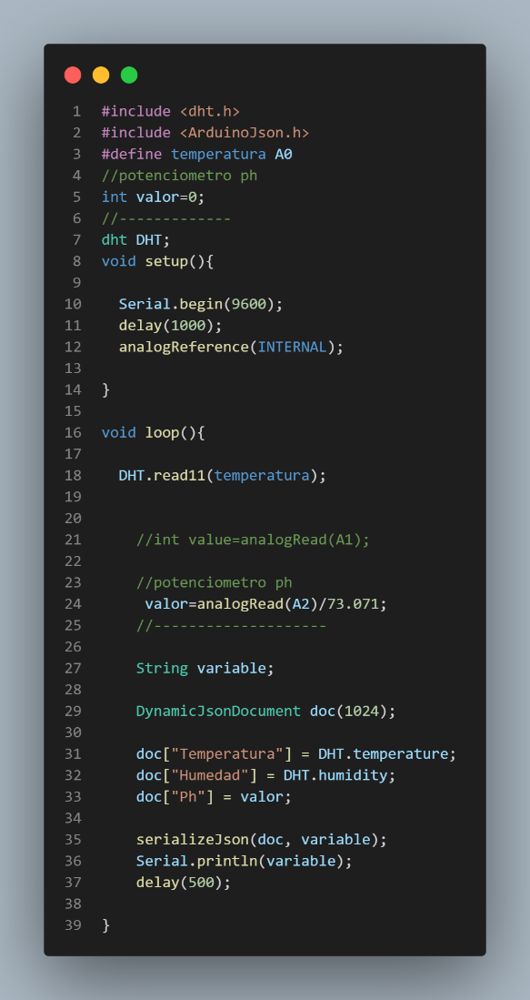 1 #include <dht.h>
2 #include <ArduinoJson.h>
3 #define temperatura A0
4 //potenciometro ph
5 int valor=0;
6 //-------------
7 dht DHT;
8 void setup(){
9
10 Serial.begin(9600);
11 delay(1000);
12 analogReference(INTERNAL);
13
14 }
15
16 void loop(){
17
18 DHT.read11(temperatura);
19
20
21 //int value=analogRead(A1);
22
23 //potenciometro ph
24 valor=analogRead(A2)/73.071;
25 //--------------------
26
27 String variable;
28
29 DynamicJsonDocument doc(1024);
30
31 doc["Temperatura"] = DHT.temperature;
32 doc["Humedad"] = DHT.humidity;
33 doc["Ph"] = valor;
34
35 serializeJson(doc, variable);
36 Serial.println(variable);
37 delay(500);
38
39 }